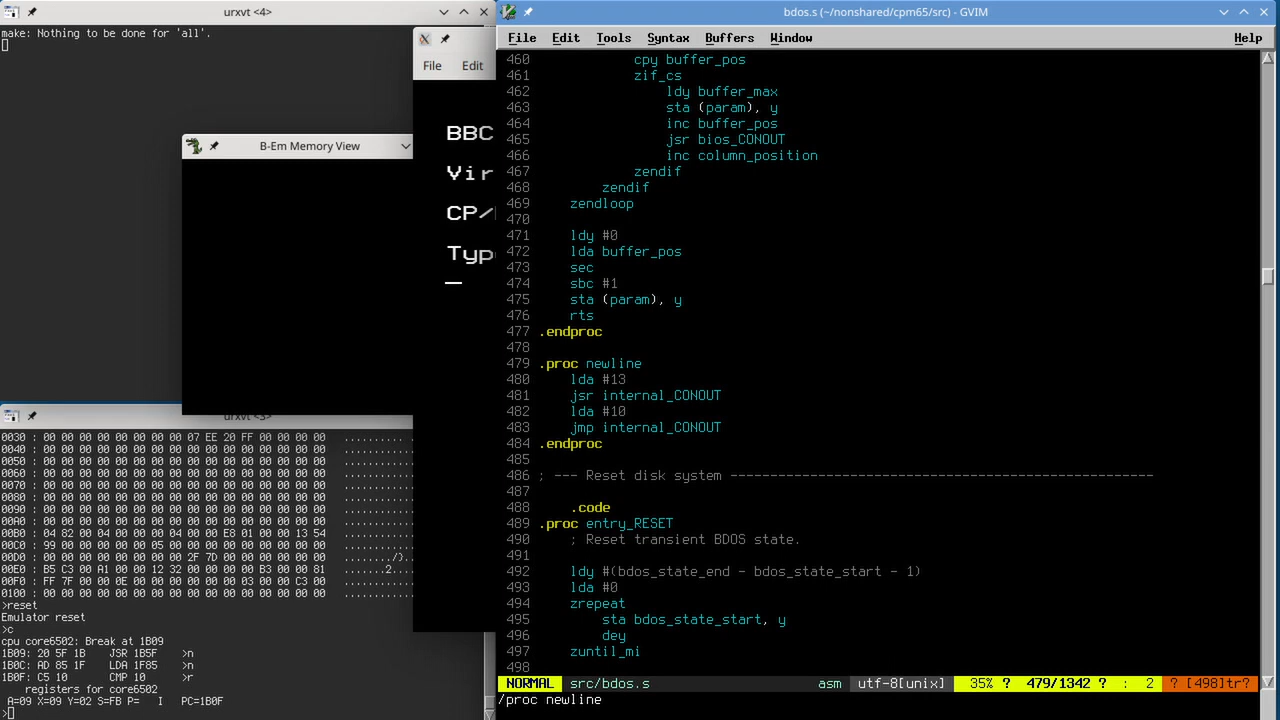 urxvt <4>
make: Nothing to be done for 'all'.
B-Em Memory View
File Edit
BBC
Vir
CP/
Typ
urxvt <3>
0030 : 00 00 00 00 00 00 00 00 07 EE 20 FF 00 00 00 00
0040 : 00 00 00 00 00 00 00 00 00 00 00 00 00 00 00 00
0050 : 00 00 00 00 00 00 00 00 00 00 00 00 00 00 00 00
0060 : 00 00 00 00 00 00 00 00 00 00 00 00 00 00 00 00
0070 : 00 00 00 00 00 00 00 00 00 00 00 00 00 00 00 00
0080 : 00 00 00 00 00 00 00 00 00 00 00 00 00 00 00 00
0090 : 00 00 00 00 00 00 00 00 00 00 00 00 00 00 00 00
00A0 : 00 00 00 00 00 00 00 00 00 00 00 00 00 00 00 00
00B0 : 04 82 00 04 04 00 00 04 00 00 E8 01 00 00 13 54
00C0 : 99 00 00 00 00 00 05 00 00 00 00 00 00 00 00 00
00D0 : 00 00 00 00 00 00 00 00 00 2F 7D 00 00 00 00 00
00E0 : B5 C3 00 A1 00 00 12 32 00 00 00 00 B3 00 00 81
00F0 : FF 7F 00 00 0E 00 00 00 00 00 00 03 00 00 C3 00
0100 : 00 00 00 00 00 00 00 00 00 00 00 00 00 00 00 00
>reset
Emulator reset
>c
cpu core6502: Break at 1B09
1B09: 20 5F 1B JSR 1B5F >n
1B0C: AD 85 1F LDA 1F85 >n
1B0F: C5 10 CMP 10 >r
registers for core6502
A=09 X=09 Y=02 S=FB P= I PC=1B0F
>
bdos.s (~/nonshared/cpm65/src) - GVIM
File Edit Tools Syntax Buffers Window Help
460 cpy buffer_pos
461 zif_cs
462 ldy buffer_max
463 sta (param), y
464 inc buffer_pos
465 jsr bios_CONOUT
466 inc column_position
467 zendif
468 zendif
469 zendloop
470
471 ldy #0
472 lda buffer_pos
473 sec
474 sbc #1
475 sta (param), y
476 rts
477 .endproc
478
479 .proc newline
480 lda #13
481 jsr internal_CONOUT
482 lda #10
483 jmp internal_CONOUT
484 .endproc
485
486 ; --- Reset disk system -----------------------------------------------------
487
488 .code
489 .proc entry_RESET
490 ; Reset transient BDOS state.
491
492 ldy #(bdos_state_end - bdos_state_start - 1)
493 lda #0
494 zrepeat
495 sta bdos_state_start, y
496 dey
497 zuntil_mi
498
NORMAL src/bdos.s asm utf-8[unix] 35% ? 479/1342 ? : 2 ? [498]tr?
/proc newline